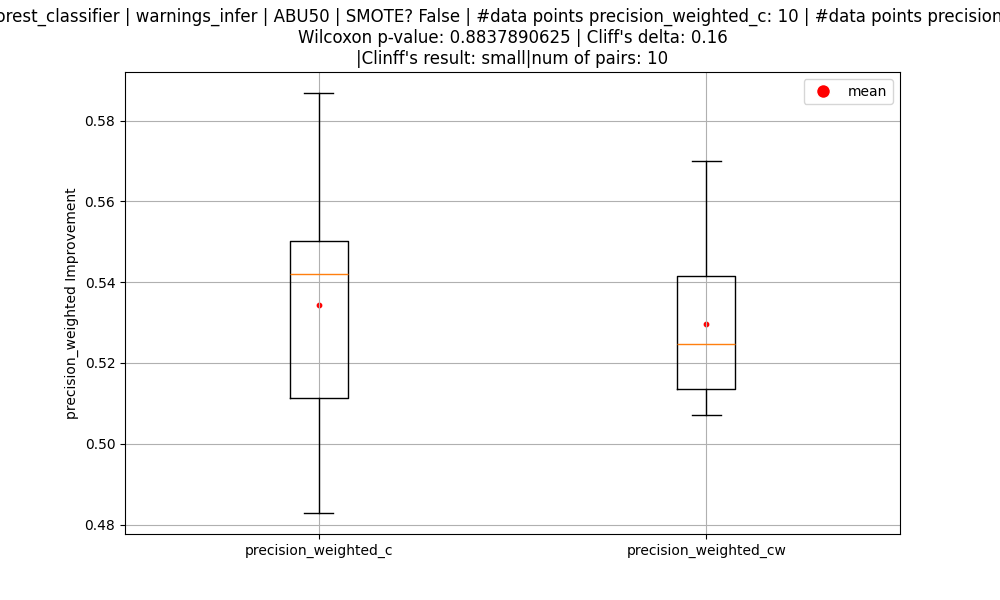 orest_classifier | warnings_infer | ABU50 | SMOTE? False | #data points precision_weighted_c: 10 | #data points precision
Wilcoxon p-value: 0.8837890625 | Cliff's delta: 0.16
|Clinff's result: small|num of pairs: 10
mean
0.58
0.56
0.54
0.52
0.50
0.48
precision_weighted Improvement
precision_weighted_c
precision_weighted_cw